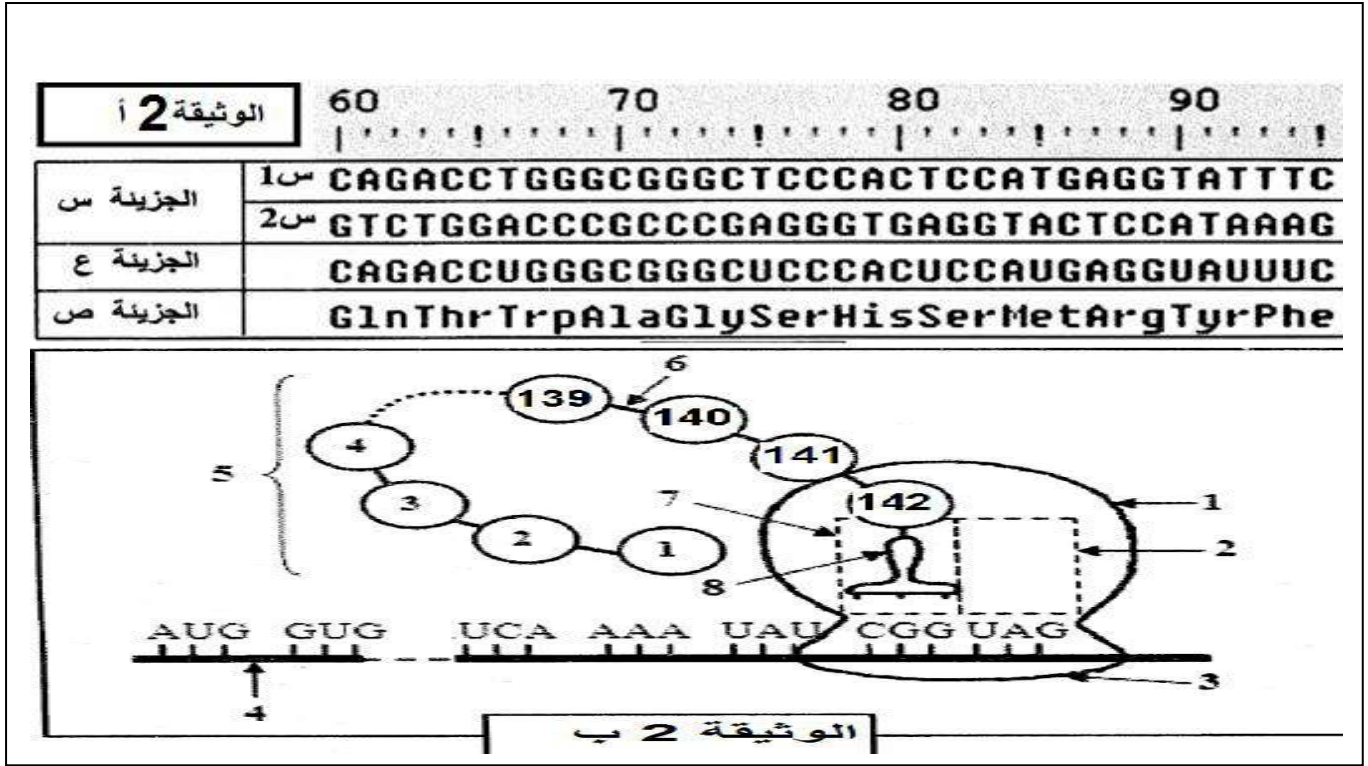 الوثيقة 2 أ
60 70 80 90
الجزيئة س
س1 CAGACCTGGGCGGGCTCCCACTCCATGAGGTATTTC
س2 GTCTGGACCCGCCCGAGGGTGAGGTACTCCATAAAG
الجزيئة ع CAGACCUGGGCGGGCUCCCACUCCAUGAGGUAUUUC
الجزيئة ص GlnThrTrpAlaGlySerHisSerMetArgTyrPhe
6
139
140
4
141
5
3
7
142
1
2
1
2
8
AUG GUG UCA AAA UAU CGG UAG
3
4
الوثيقة 2 ب